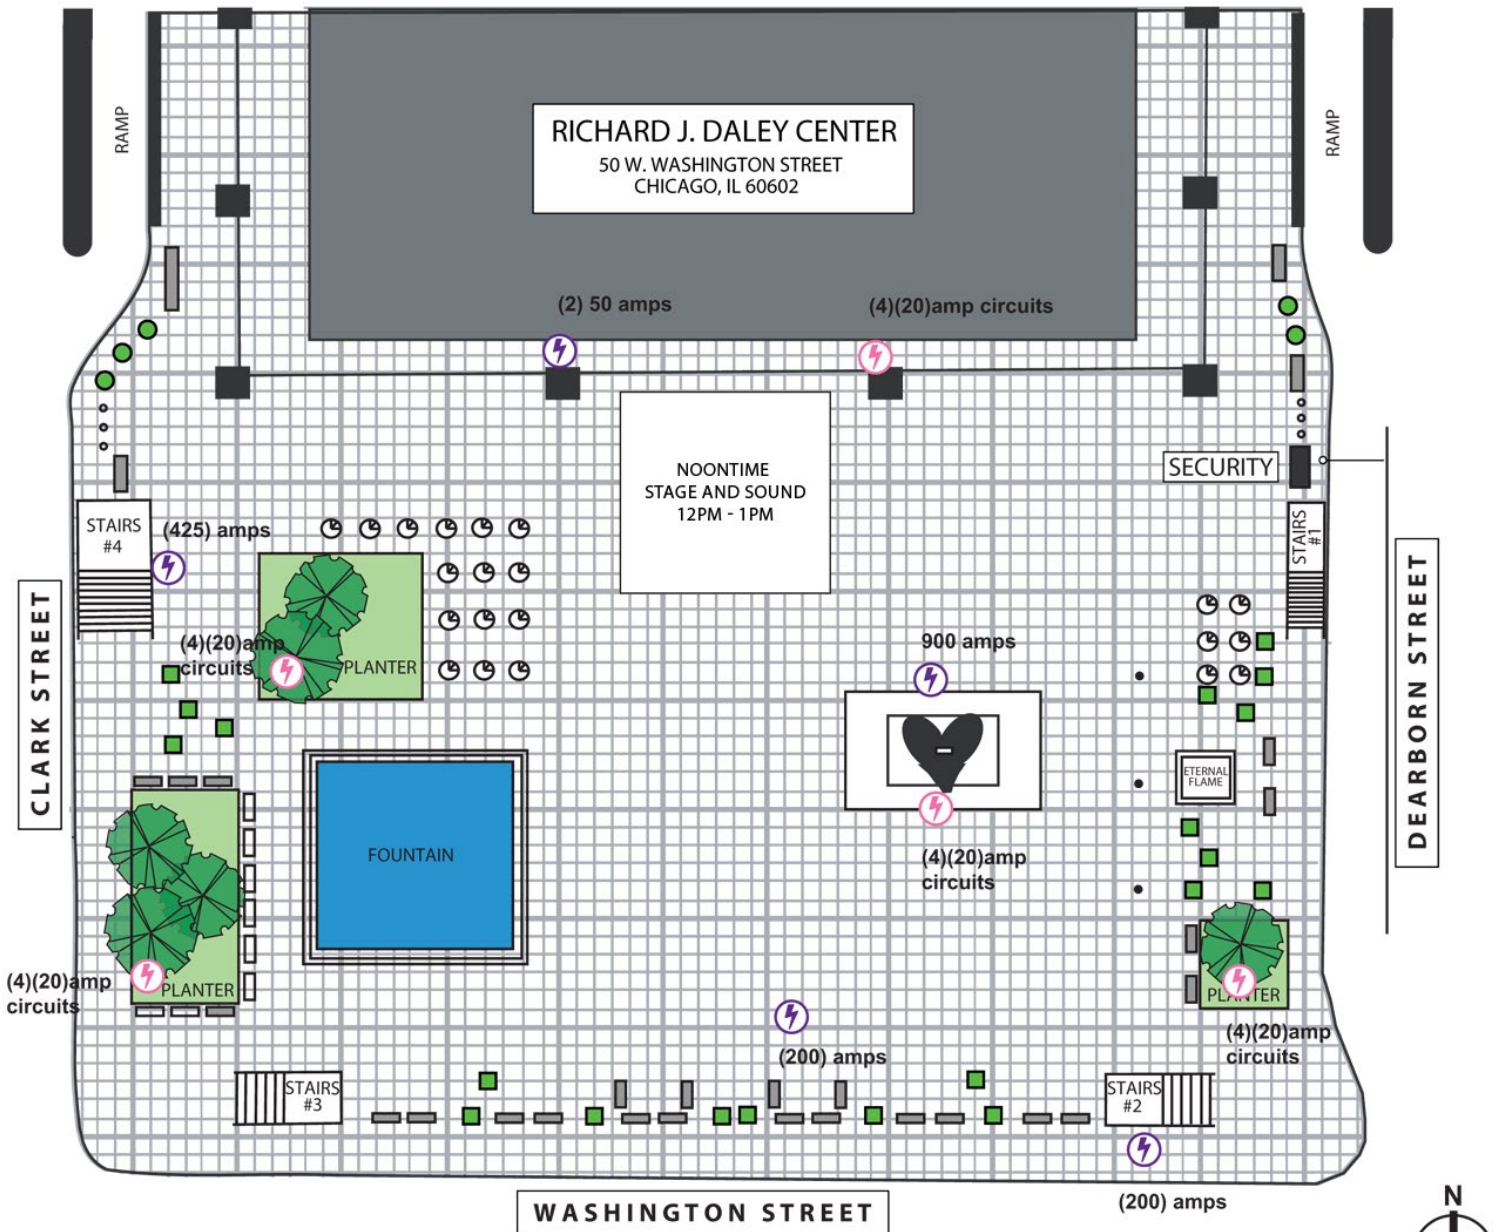 RAMP
RICHARD J. DALEY CENTER
50 W. WASHINGTON STREET
CHICAGO, IL 60602
RAMP
(2) 50 amps
(4)(20)amp circuits
NOONTIME
STAGE AND SOUND
12PM - 1PM
SECURITY
STAIRS
#4
(425) amps
STAIRS
#1
CLARK STREET
DEARBORN STREET
(4)(20)amp
circuits
PLANTER
900 amps
ETERNAL
FLAME
FOUNTAIN
(4)(20)amp
circuits
(4)(20)amp
circuits
PLANTER
PLANTER
(4)(20)amp
circuits
(200) amps
STAIRS
#3
STAIRS
#2
(200) amps
WASHINGTON STREET
N